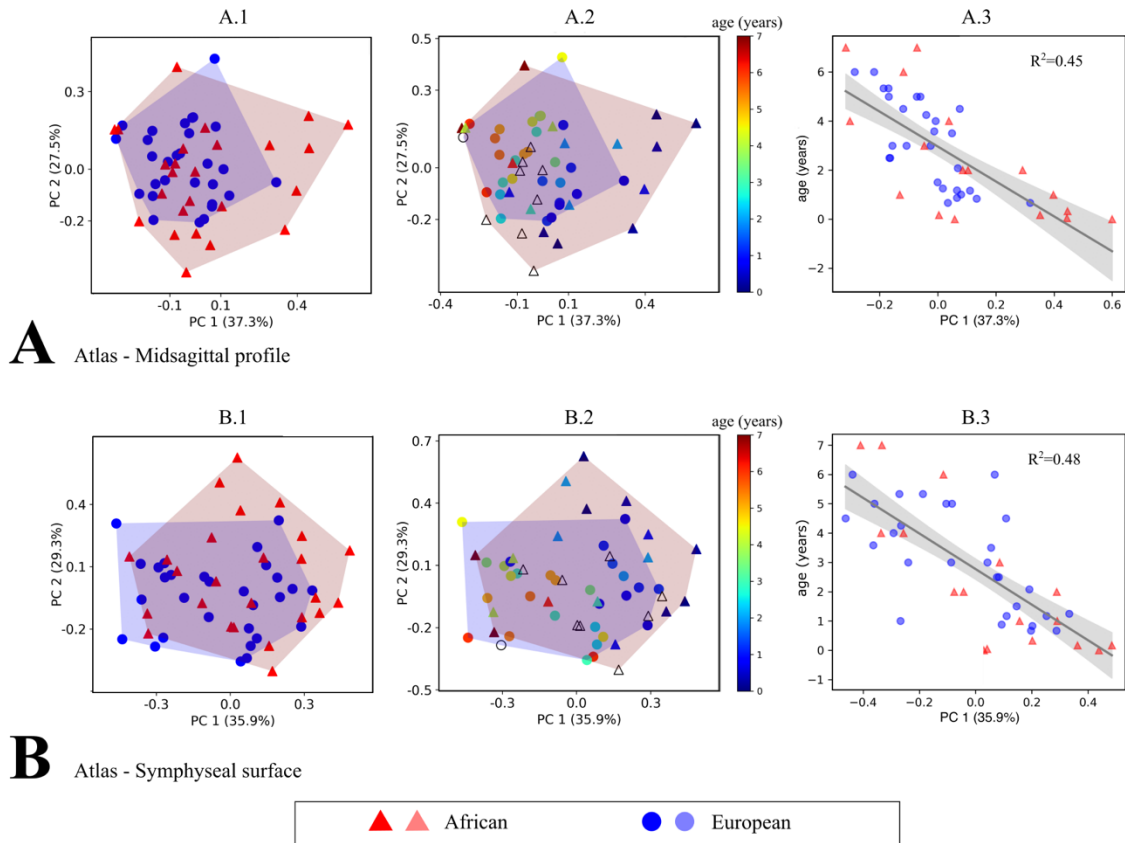 A.1
A.2
age (years)
A.3
PC 2 (27.5%)
0.3
0.0
-0.2
-0.1
0.1
0.4
PC 1 (37.3%)
PC 2 (27.5%)
0.5
0.3
0.0
-0.2
-0.4
-0.4
-0.1
0.1
0.4
PC 1 (37.3%)
7
6
5
4
3
2
1
0
R²=0.45
age (years)
6
4
2
0
−2
−0.2
0.0
0.2
0.4
0.6
PC 1 (37.3%)
A Atlas - Midsagittal profile
B.1
B.2
age (years)
B.3
PC 2 (29.3%)
0.4
0.1
-0.2
-0.3
0.0
0.3
PC 1 (35.9%)
PC 2 (29.3%)
0.7
0.4
0.1
-0.2
-0.5
-0.3
0.0
0.3
PC 1 (35.9%)
7
6
5
4
3
2
1
0
R²=0.48
age (years)
7
6
5
4
3
2
1
0
−1
−0.4
−0.2
0.0
0.2
0.4
PC 1 (35.9%)
B Atlas - Symphyseal surface
African European